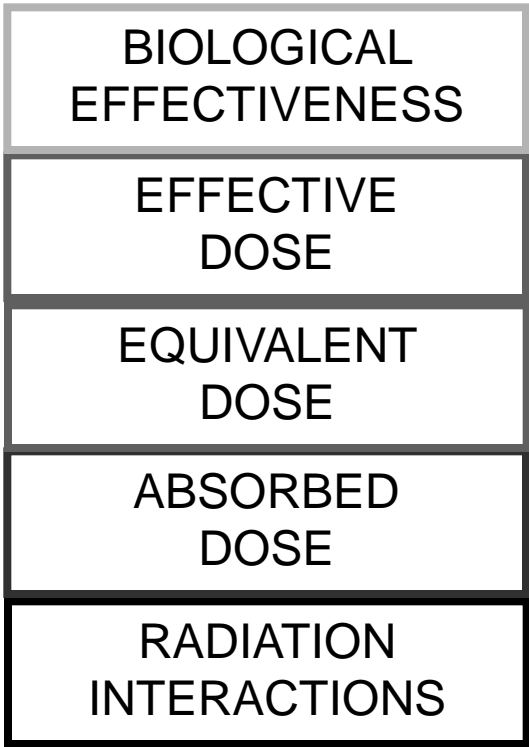 BIOLOGICAL
EFFECTIVENESS
EFFECTIVE
DOSE
EQUIVALENT
DOSE
ABSORBED
DOSE
RADIATION
INTERACTIONS